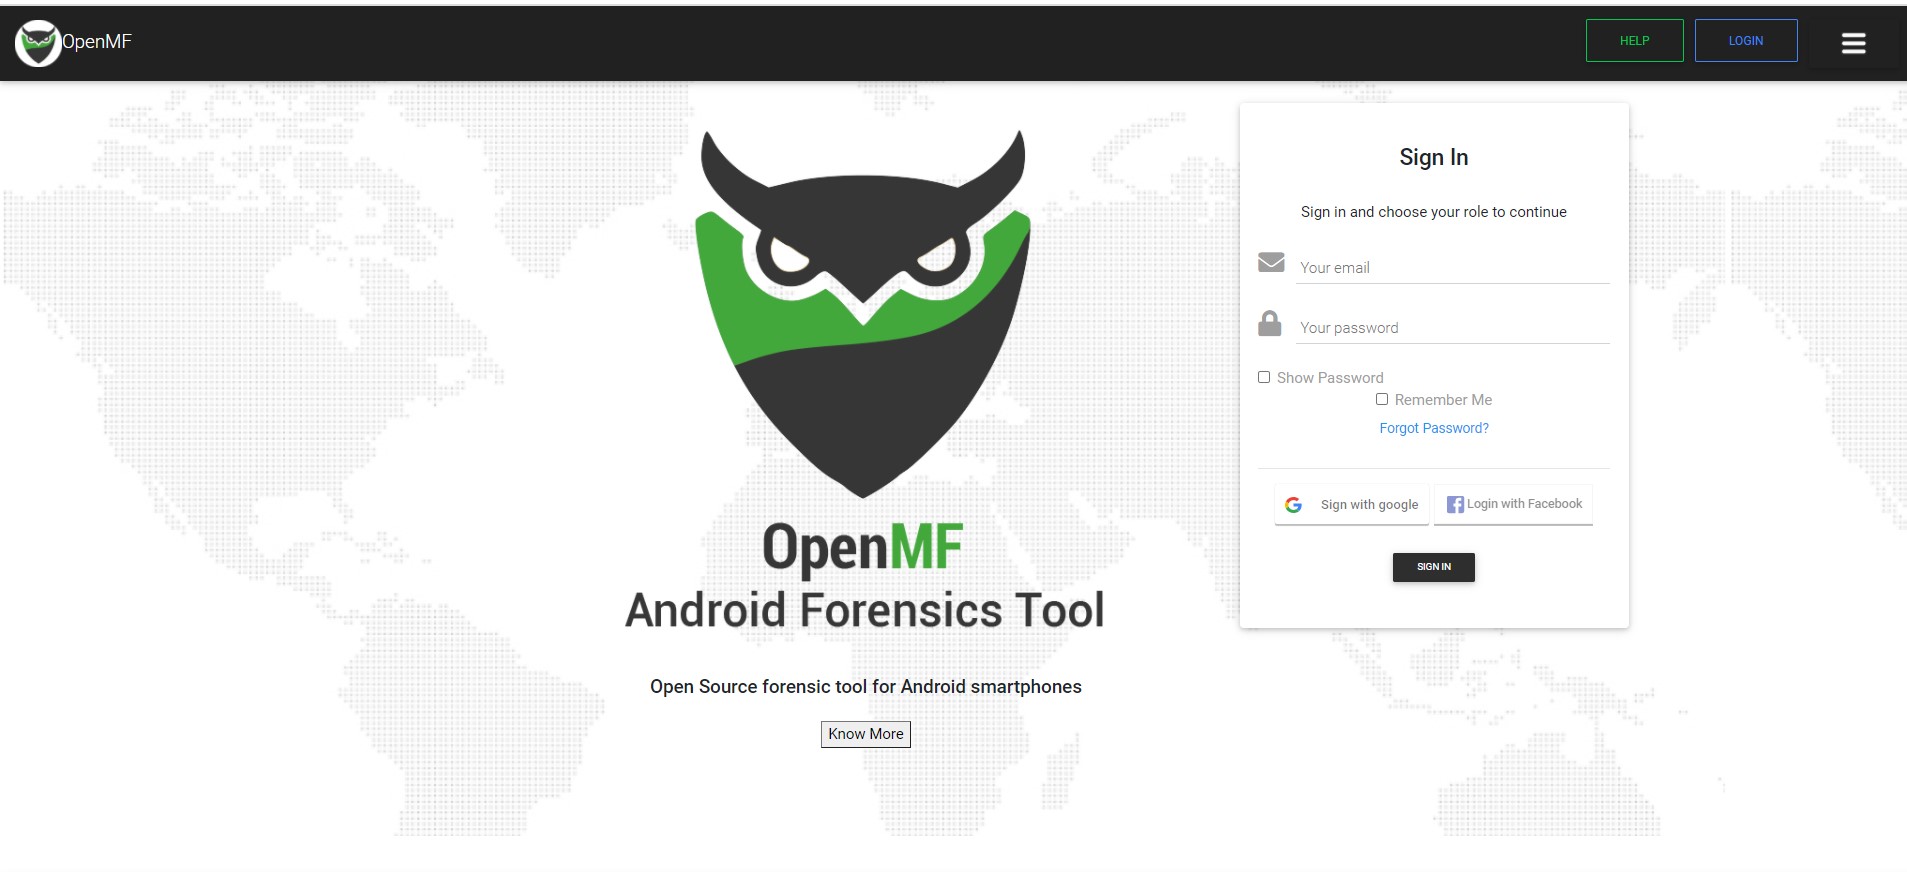 OpenMF
HELP
LOGIN
OpenMF
Android Forensics Tool
Open Source forensic tool for Android smartphones
Know More
Sign In
Sign in and choose your role to continue
Your email
Your password
Show Password
Remember Me
Forgot Password?
Sign with google
Login with Facebook
SIGN IN